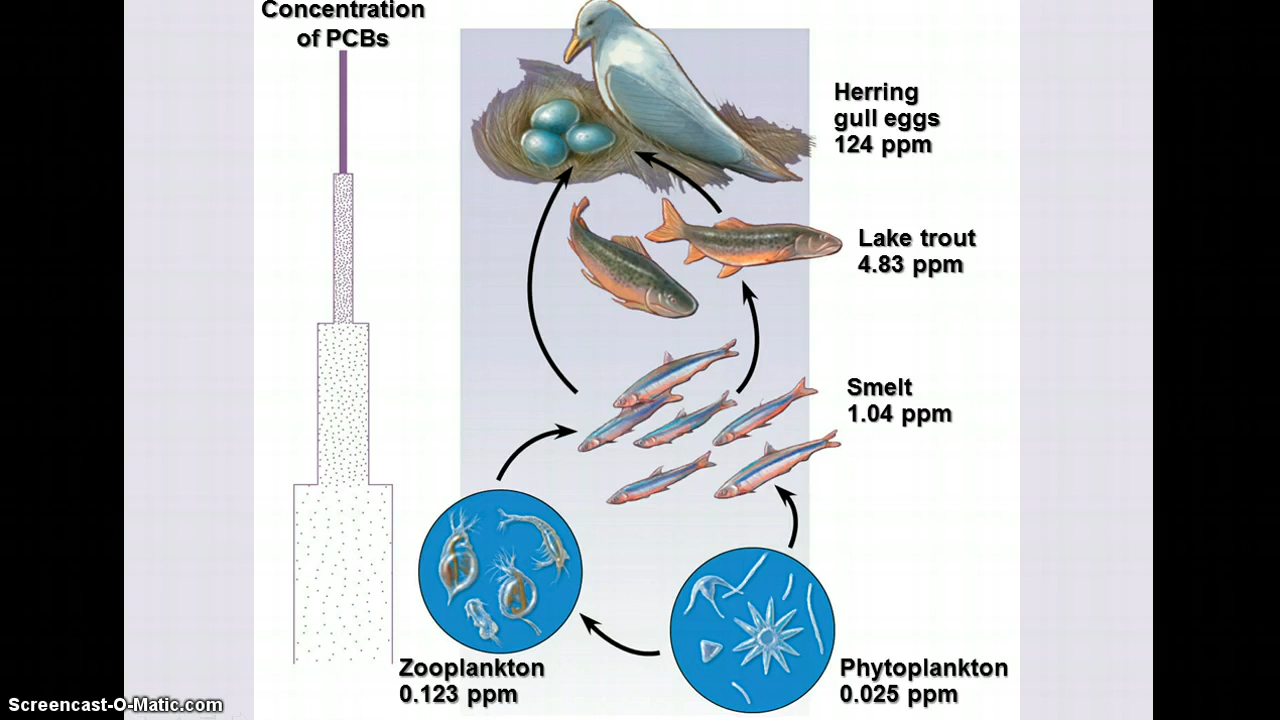 Concentration
of PCBs
Herring
gull eggs
124 ppm
Lake trout
4.83 ppm
Smelt
1.04 ppm
Zooplankton
0.123 ppm
Phytoplankton
0.025 ppm
Screencast-O-Matic.com